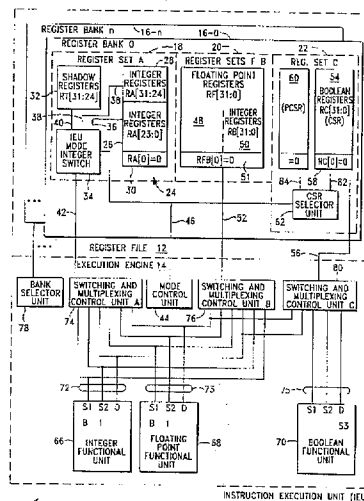 REGISTER BANK n
16-n
16-0
REGISTER BANK 0
18
20
22
REGISTER SET A
28
REGISTER SETS F B
REG. SET C
SHADOW REGISTERS RT[31:24]
32
INTEGER REGISTERS RA[31:24]
38
INTEGER REGISTERS RA[23:0]
38
40
36
26
RA[0]=0
30
24
IEU MODE INTEGER SWITCH
34
FLOATING POINT REGISTERS RF[31:0]
48
INTEGER REGISTERS RB[31:0]
50
RFB[0]=0
51
60
(PCSR)
=0
54
BOOLEAN REGISTERS RC[31:0]
(CSR)
RC[0]=0
84
58
82
CSR SELECTOR UNIT
62
42
46
52
56
REGISTER FILE 12
EXECUTION ENGINE 14
80
BANK SELECTOR UNIT
78
SWITCHING AND MULTIPLEXING CONTROL UNIT A
74
MODE CONTROL UNIT
44
SWITCHING AND MULTIPLEXING CONTROL UNIT B
76
SWITCHING AND MULTIPLEXING CONTROL UNIT C
72
73
75
S1 S2 D
B I
INTEGER FUNCTIONAL UNIT
66
S1 S2 D
B I
FLOATING POINT FUNCTIONAL UNIT
68
S1 S2 D
S3
BOOLEAN FUNCTIONAL UNIT
70
INSTRUCTION EXECUTION UNIT (IEU